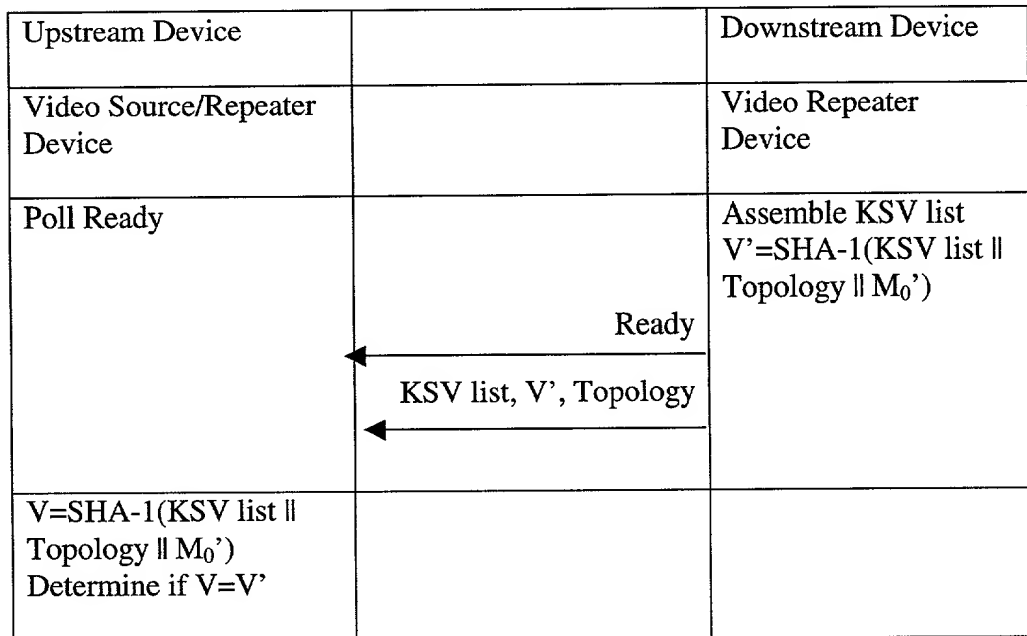 Upstream Device
Downstream Device
Video Source/Repeater
Device
Video Repeater
Device
Poll Ready
Assemble KSV list
V’=SHA-1(KSV list ||
Topology || M₀’)
Ready
KSV list, V’, Topology
V=SHA-1(KSV list ||
Topology || M₀’)
Determine if V=V’